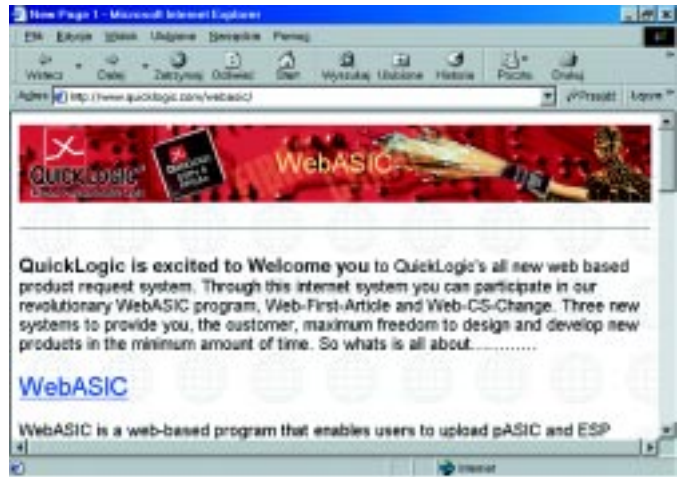 New Page 1 - Microsoft Internet Explorer
Plik Edycja Widok Ulubione Narzędzia Pomoc
Wstecz Dalej Zatrzymaj Odśwież Start Wyszukaj Ulubione Historia Poczta Drukuj
Adres http://www.quicklogic.com/webasic/ Przejdź Łącza
QUICKLOGIC WebASIC
QuickLogic is excited to Welcome you to QuickLogic's all new web based
product request system. Through this internet system you can participate in our
revolutionary WebASIC program, Web-First-Article and Web-CS-Change. Three new
systems to provide you, the customer, maximum freedom to design and develop new
products in the minimum amount of time. So whats is all about.............
WebASIC
WebASIC is a web-based program that enables users to upload pASIC and ESP
Internet